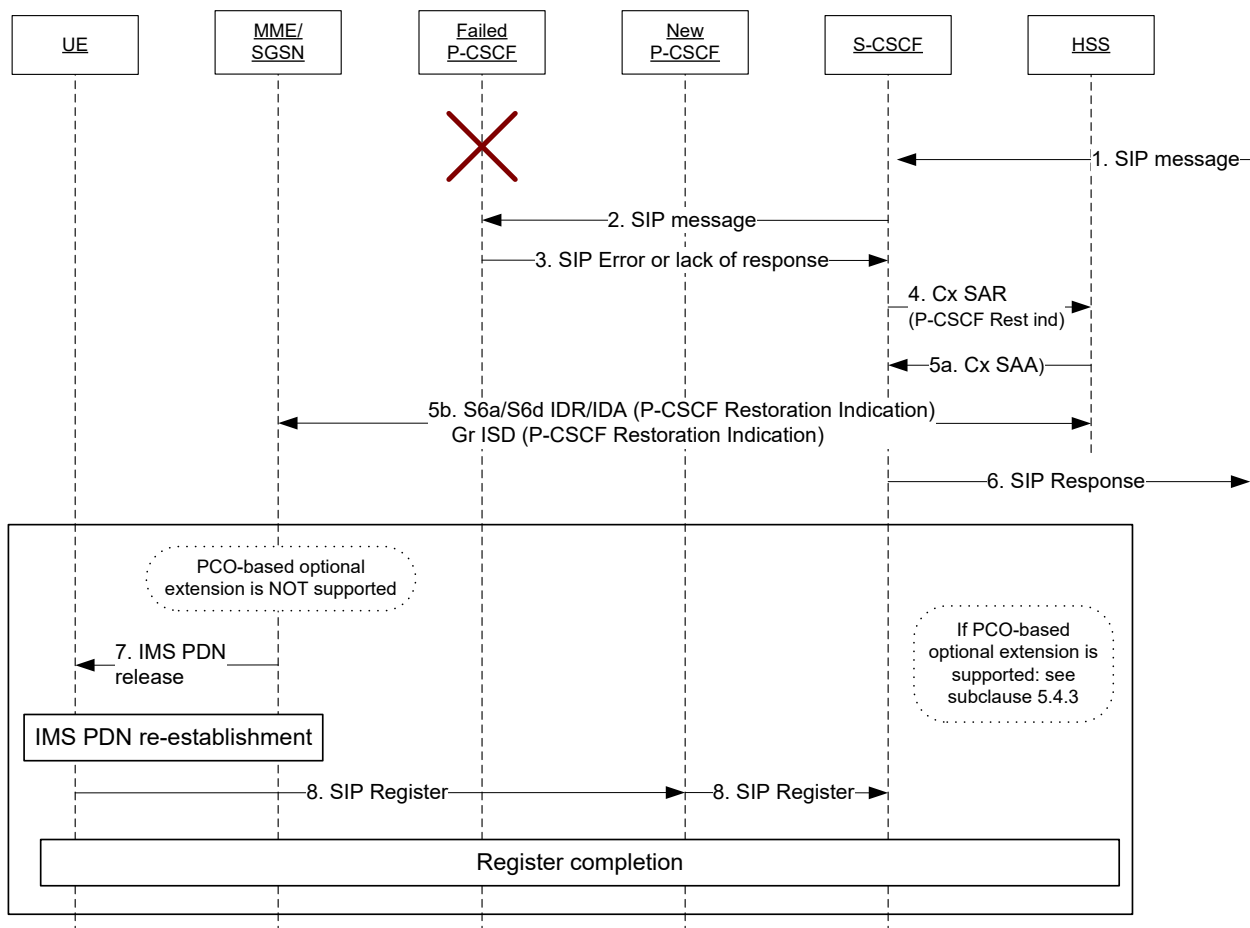 UE
MME/
SGSN
Failed
P-CSCF
New
P-CSCF
S-CSCF
HSS
1. SIP message
2. SIP message
3. SIP Error or lack of response
4. Cx SAR
(P-CSCF Rest ind)
5a. Cx SAA)
5b. S6a/S6d IDR/IDA (P-CSCF Restoration Indication)
Gr ISD (P-CSCF Restoration Indication)
6. SIP Response
PCO-based optional
extension is NOT supported
If PCO-based
optional extension is
supported: see
subclause 5.4.3
7. IMS PDN
release
IMS PDN re-establishment
8. SIP Register
8. SIP Register
Register completion